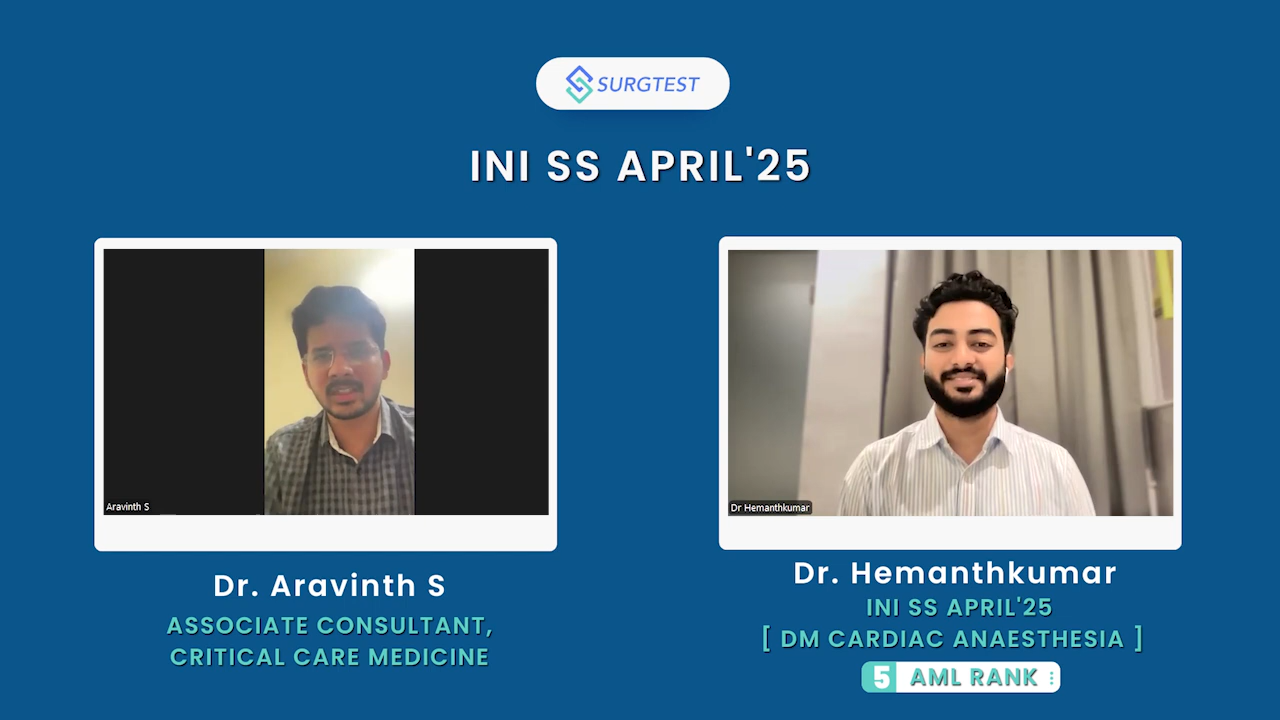 SURGTEST
INI SS APRIL'25
Aravinth S
Dr Hemanthkumar
Dr. Aravinth S
ASSOCIATE CONSULTANT,
CRITICAL CARE MEDICINE
Dr. Hemanthkumar
INI SS APRIL'25
[ DM CARDIAC ANAESTHESIA ]
5 AML RANK